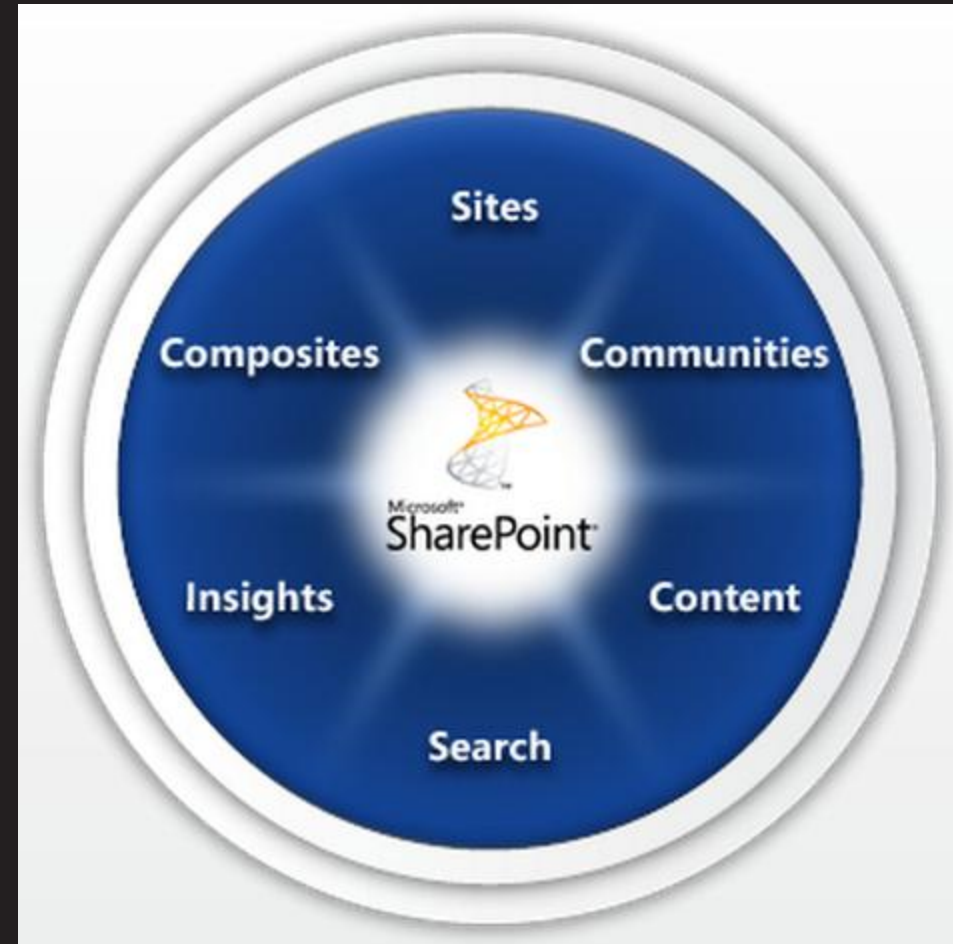 Sites
Composites
Communities
Microsoft®
SharePoint®
Insights
Content
Search